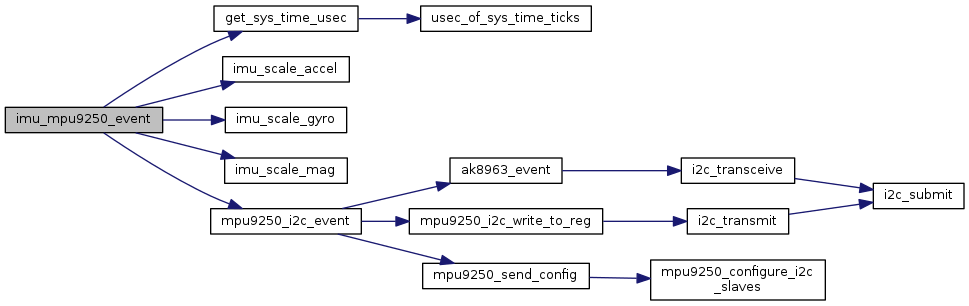 get_sys_time_usec
usec_of_sys_time_ticks
imu_scale_accel
imu_mpu9250_event
imu_scale_gyro
imu_scale_mag
ak8963_event
i2c_transceive
i2c_submit
mpu9250_i2c_event
mpu9250_i2c_write_to_reg
i2c_transmit
mpu9250_send_config
mpu9250_configure_i2c
_slaves